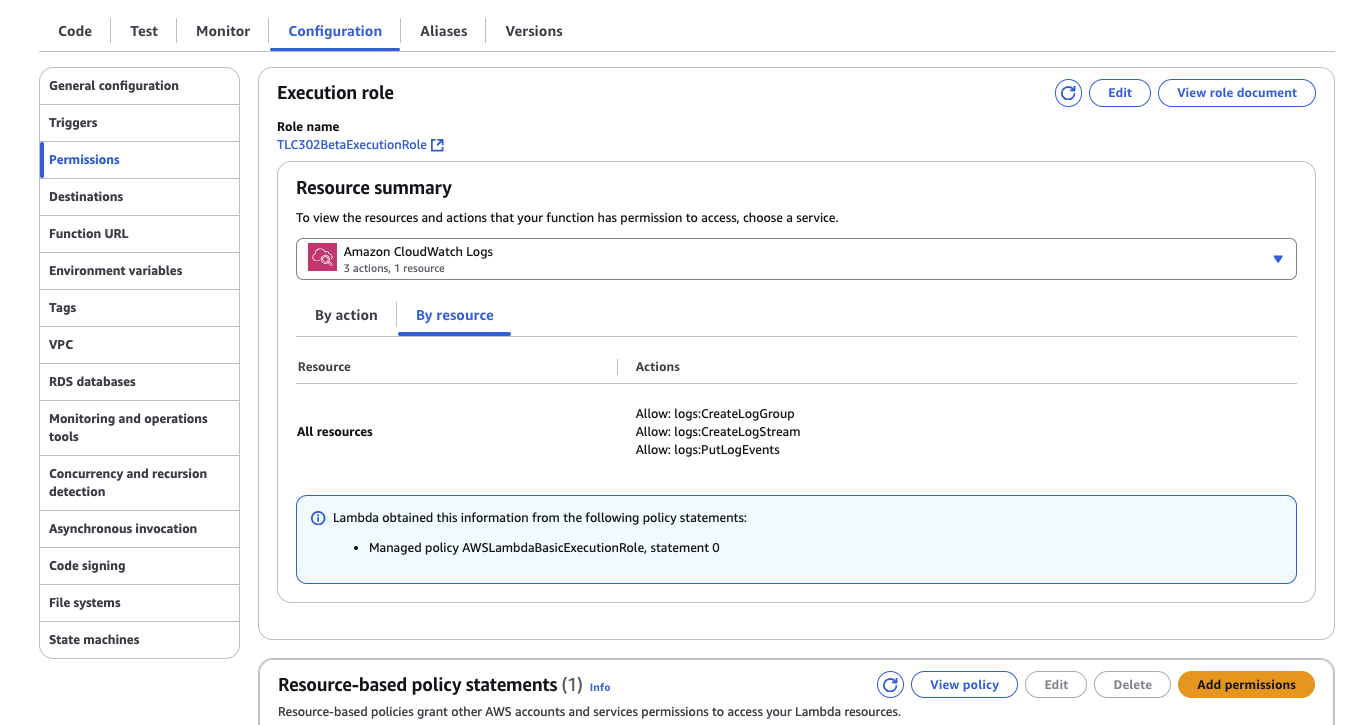 Code Test Monitor Configuration Aliases Versions
General configuration
Triggers
Permissions
Destinations
Function URL
Environment variables
Tags
VPC
RDS databases
Monitoring and operations
tools
Concurrency and recursion
detection
Asynchronous invocation
Code signing
File systems
State machines
Execution role
Edit
View role document
Role name
TLC302BetaExecutionRole
Resource summary
To view the resources and actions that your function has permission to access, choose a service.
Amazon CloudWatch Logs
3 actions, 1 resource
By action By resource
Resource Actions
All resources
Allow: logs:CreateLogGroup
Allow: logs:CreateLogStream
Allow: logs:PutLogEvents
Lambda obtained this information from the following policy statements:
• Managed policy AWSLambdaBasicExecutionRole, statement 0
Resource-based policy statements (1) Info
View policy
Edit
Delete
Add permissions
Resource-based policies grant other AWS accounts and services permissions to access your Lambda resources.